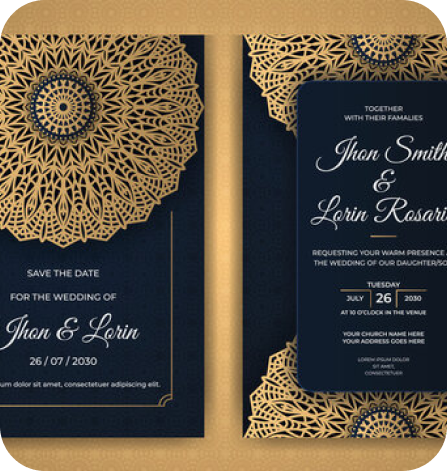 SAVE THE DATE
FOR THE WEDDING OF
Jhon & Lorin
26 / 07 / 2030
dolor sit amet, consectetuer adipiscing elit.
TOGETHER
WITH THEIR FAMALIES
Jhon Smith
&
Lorin Rosari
REQUESTING YOUR WARM PRESENCE
THE WEDDING OF OUR DAUGHTER/SO
TUESDAY
JULY 26 2030
AT 10 O'CLOCK IN THE VENUE
YOUR CHURCH NAME HERE
YOUR ADDRESS GOES HERE
LOREM IPSUM DOLOR
SIT AMET,
CONSECTETUER